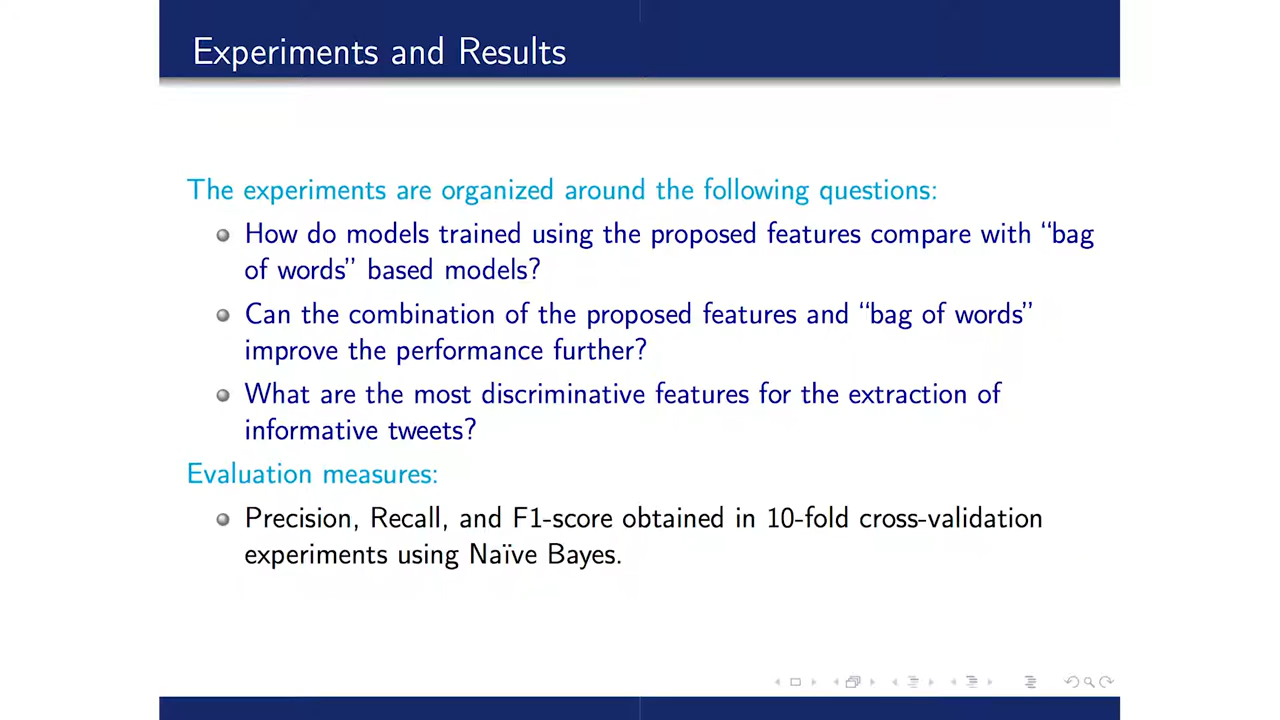 Experiments and Results
The experiments are organized around the following questions:
How do models trained using the proposed features compare with “bag
of words” based models?
Can the combination of the proposed features and “bag of words”
improve the performance further?
What are the most discriminative features for the extraction of
informative tweets?
Evaluation measures:
Precision, Recall, and F1-score obtained in 10-fold cross-validation
experiments using Naïve Bayes.